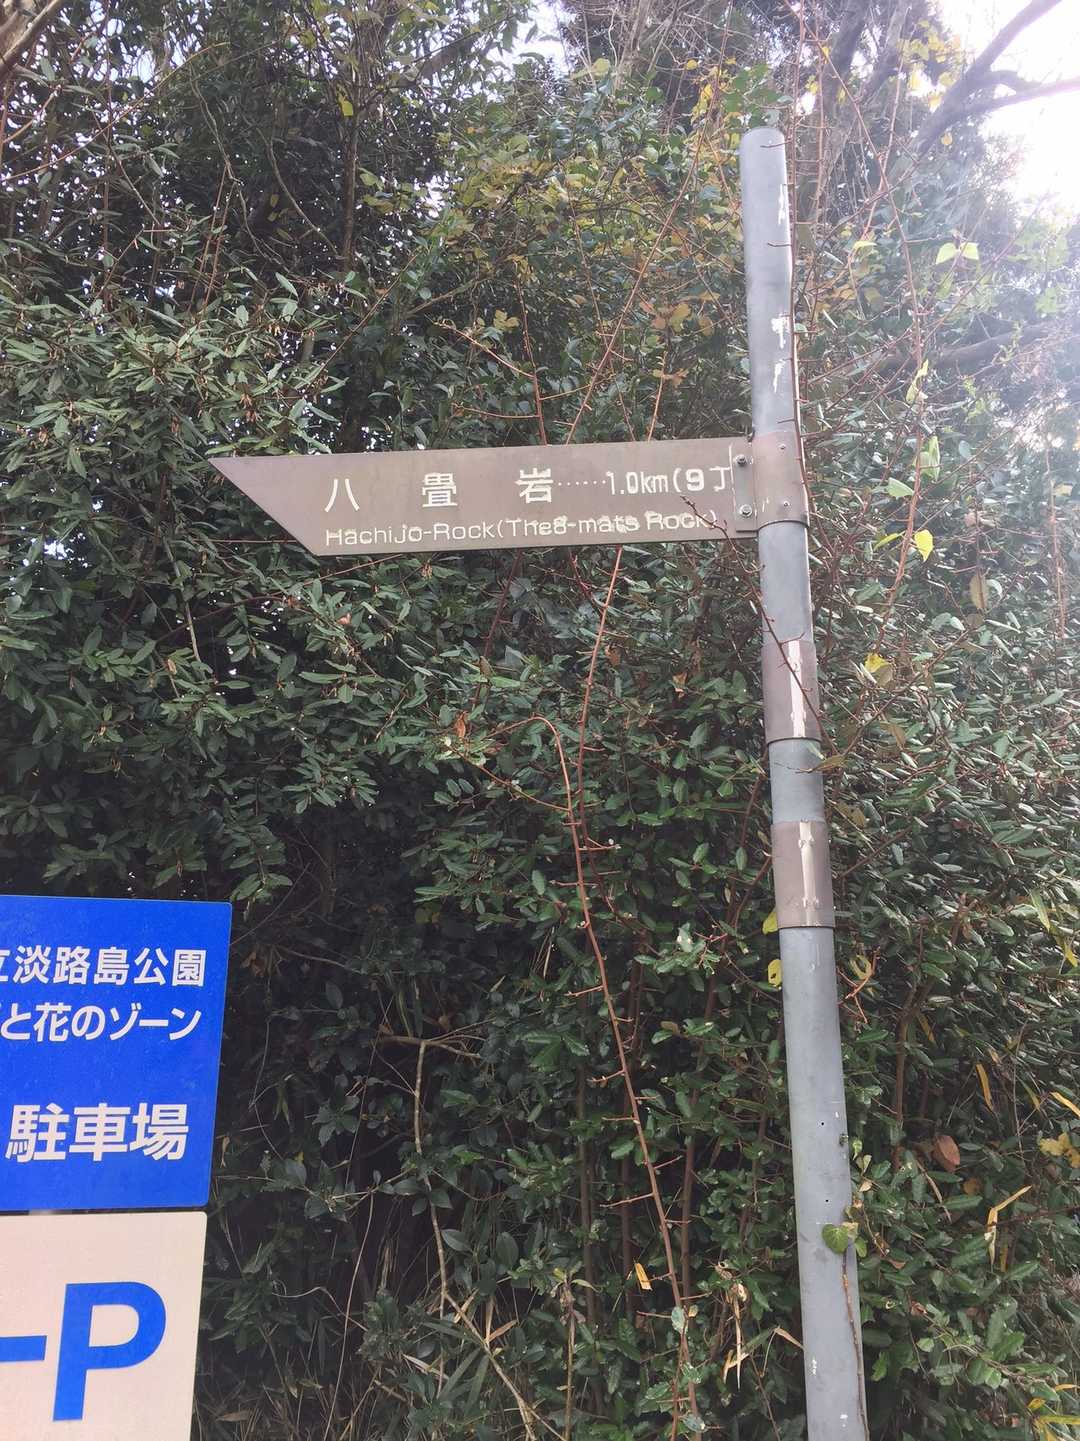 八畳岩……1.0km(9丁
HachiJo-Rock(The8-mats Rock)
立淡路島公園
と花のゾーン
駐車場
P